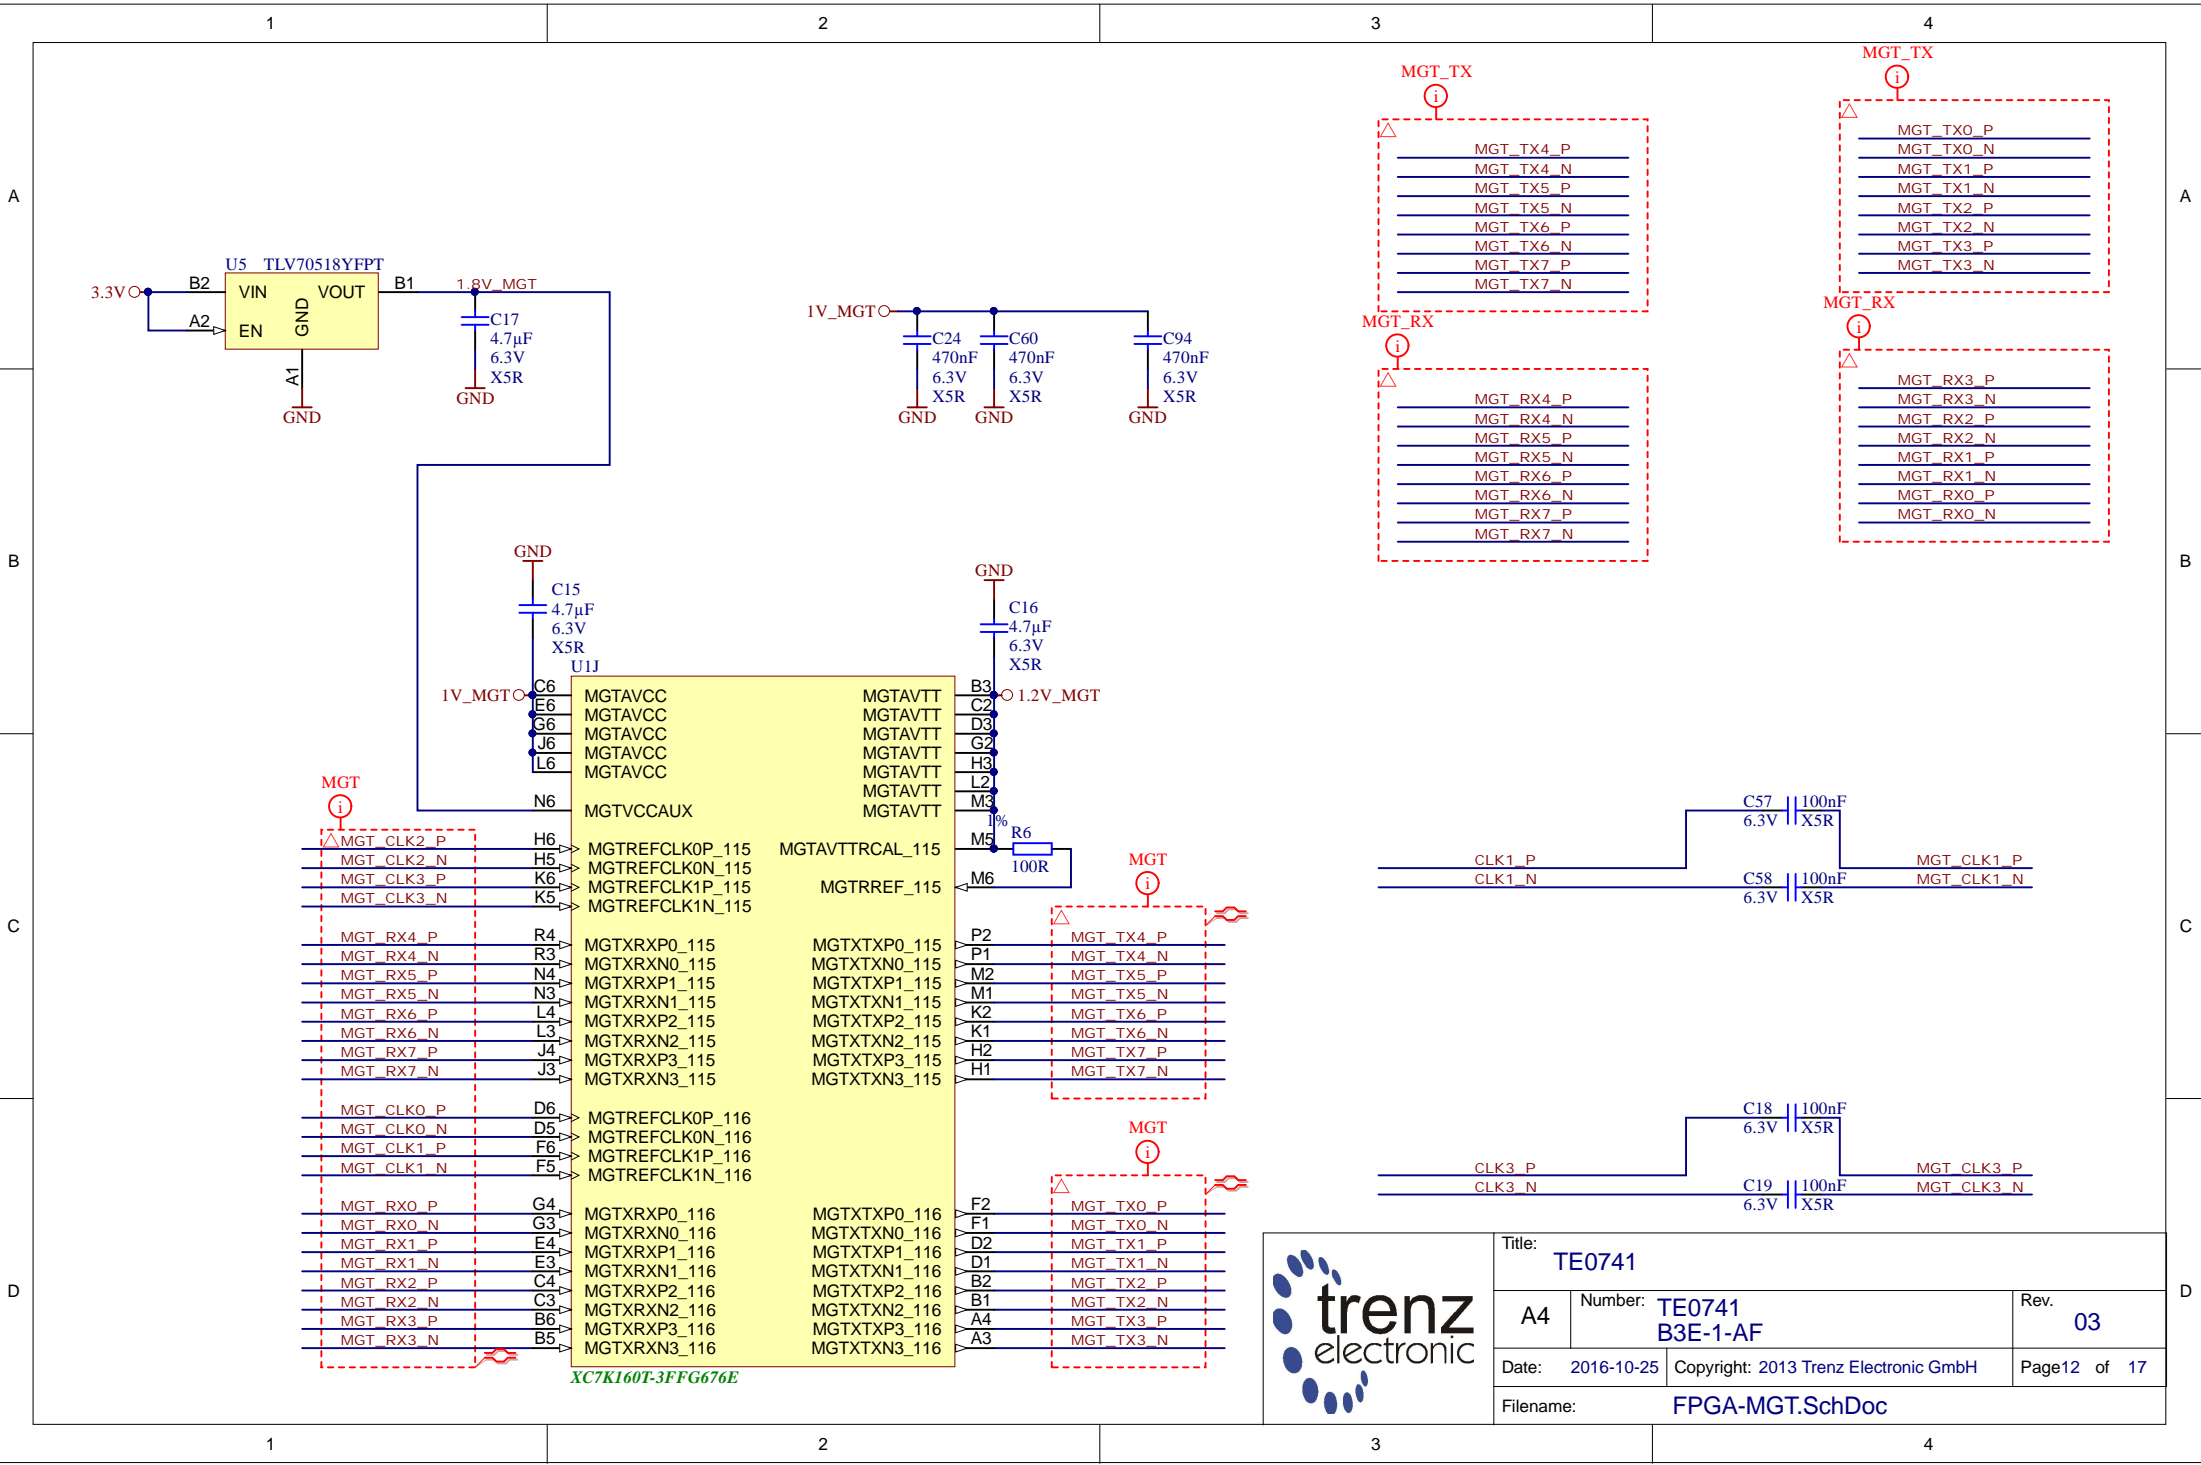 1
2
3
4
A
A
B
B
C
C
D
D
1
2
3
4
U5 TLV70518YFPT
3.3V
B2
VIN
VOUT
B1
A2
EN
GND
A1
GND
1.8V_MGT
C17
4.7µF
6.3V
X5R
GND
1V_MGT
C24
470nF
6.3V
X5R
GND
C60
470nF
6.3V
X5R
GND
C94
470nF
6.3V
X5R
GND
MGT_TX
i
MGT_TX4_P
MGT_TX4_N
MGT_TX5_P
MGT_TX5_N
MGT_TX6_P
MGT_TX6_N
MGT_TX7_P
MGT_TX7_N
MGT_TX
i
MGT_TX0_P
MGT_TX0_N
MGT_TX1_P
MGT_TX1_N
MGT_TX2_P
MGT_TX2_N
MGT_TX3_P
MGT_TX3_N
MGT_RX
i
MGT_RX4_P
MGT_RX4_N
MGT_RX5_P
MGT_RX5_N
MGT_RX6_P
MGT_RX6_N
MGT_RX7_P
MGT_RX7_N
MGT_RX
i
MGT_RX3_P
MGT_RX3_N
MGT_RX2_P
MGT_RX2_N
MGT_RX1_P
MGT_RX1_N
MGT_RX0_P
MGT_RX0_N
GND
C15
4.7µF
6.3V
X5R
GND
C16
4.7µF
6.3V
X5R
U1J
1V_MGT
C6 MGTAVCC
E6 MGTAVCC
G6 MGTAVCC
J6 MGTAVCC
L6 MGTAVCC
N6 MGTVCCAUX
MGTAVTT B3
1.2V_MGT
MGTAVTT C2
MGTAVTT D3
MGTAVTT G2
MGTAVTT H3
MGTAVTT L2
MGTAVTT M3
1%
R6
100R
MGTAVTTRCAL_115 M5
MGTRREF_115 M6
MGT
i
MGT_CLK2_P H6 MGTREFCLK0P_115
MGT_CLK2_N H5 MGTREFCLK0N_115
MGT_CLK3_P K6 MGTREFCLK1P_115
MGT_CLK3_N K5 MGTREFCLK1N_115
MGT_RX4_P R4 MGTXRXP0_115
MGT_RX4_N R3 MGTXRXN0_115
MGT_RX5_P N4 MGTXRXP1_115
MGT_RX5_N N3 MGTXRXN1_115
MGT_RX6_P L4 MGTXRXP2_115
MGT_RX6_N L3 MGTXRXN2_115
MGT_RX7_P J4 MGTXRXP3_115
MGT_RX7_N J3 MGTXRXN3_115
MGT_CLK0_P D6 MGTREFCLK0P_116
MGT_CLK0_N D5 MGTREFCLK0N_116
MGT_CLK1_P F6 MGTREFCLK1P_116
MGT_CLK1_N F5 MGTREFCLK1N_116
MGT_RX0_P G4 MGTXRXP0_116
MGT_RX0_N G3 MGTXRXN0_116
MGT_RX1_P E4 MGTXRXP1_116
MGT_RX1_N E3 MGTXRXN1_116
MGT_RX2_P C4 MGTXRXP2_116
MGT_RX2_N C3 MGTXRXN2_116
MGT_RX3_P B6 MGTXRXP3_116
MGT_RX3_N B5 MGTXRXN3_116
MGT
i
MGTXTXP0_115 P2 MGT_TX4_P
MGTXTXN0_115 P1 MGT_TX4_N
MGTXTXP1_115 M2 MGT_TX5_P
MGTXTXN1_115 M1 MGT_TX5_N
MGTXTXP2_115 K2 MGT_TX6_P
MGTXTXN2_115 K1 MGT_TX6_N
MGTXTXP3_115 H2 MGT_TX7_P
MGTXTXN3_115 H1 MGT_TX7_N
MGT
i
MGTXTXP0_116 F2 MGT_TX0_P
MGTXTXN0_116 F1 MGT_TX0_N
MGTXTXP1_116 D2 MGT_TX1_P
MGTXTXN1_116 D1 MGT_TX1_N
MGTXTXP2_116 B2 MGT_TX2_P
MGTXTXN2_116 B1 MGT_TX2_N
MGTXTXP3_116 A4 MGT_TX3_P
MGTXTXN3_116 A3 MGT_TX3_N
XC7K160T-3FFG676E
C57 100nF
6.3V X5R
CLK1_P MGT_CLK1_P
CLK1_N MGT_CLK1_N
C58 100nF
6.3V X5R
C18 100nF
6.3V X5R
CLK3_P MGT_CLK3_P
CLK3_N MGT_CLK3_N
C19 100nF
6.3V X5R
trenz
electronic
Title:
TE0741
A4
Number: TE0741
B3E-1-AF
Rev.
03
Date: 2016-10-25
Copyright: 2013 Trenz Electronic GmbH
Page12 of 17
Filename: FPGA-MGT.SchDoc